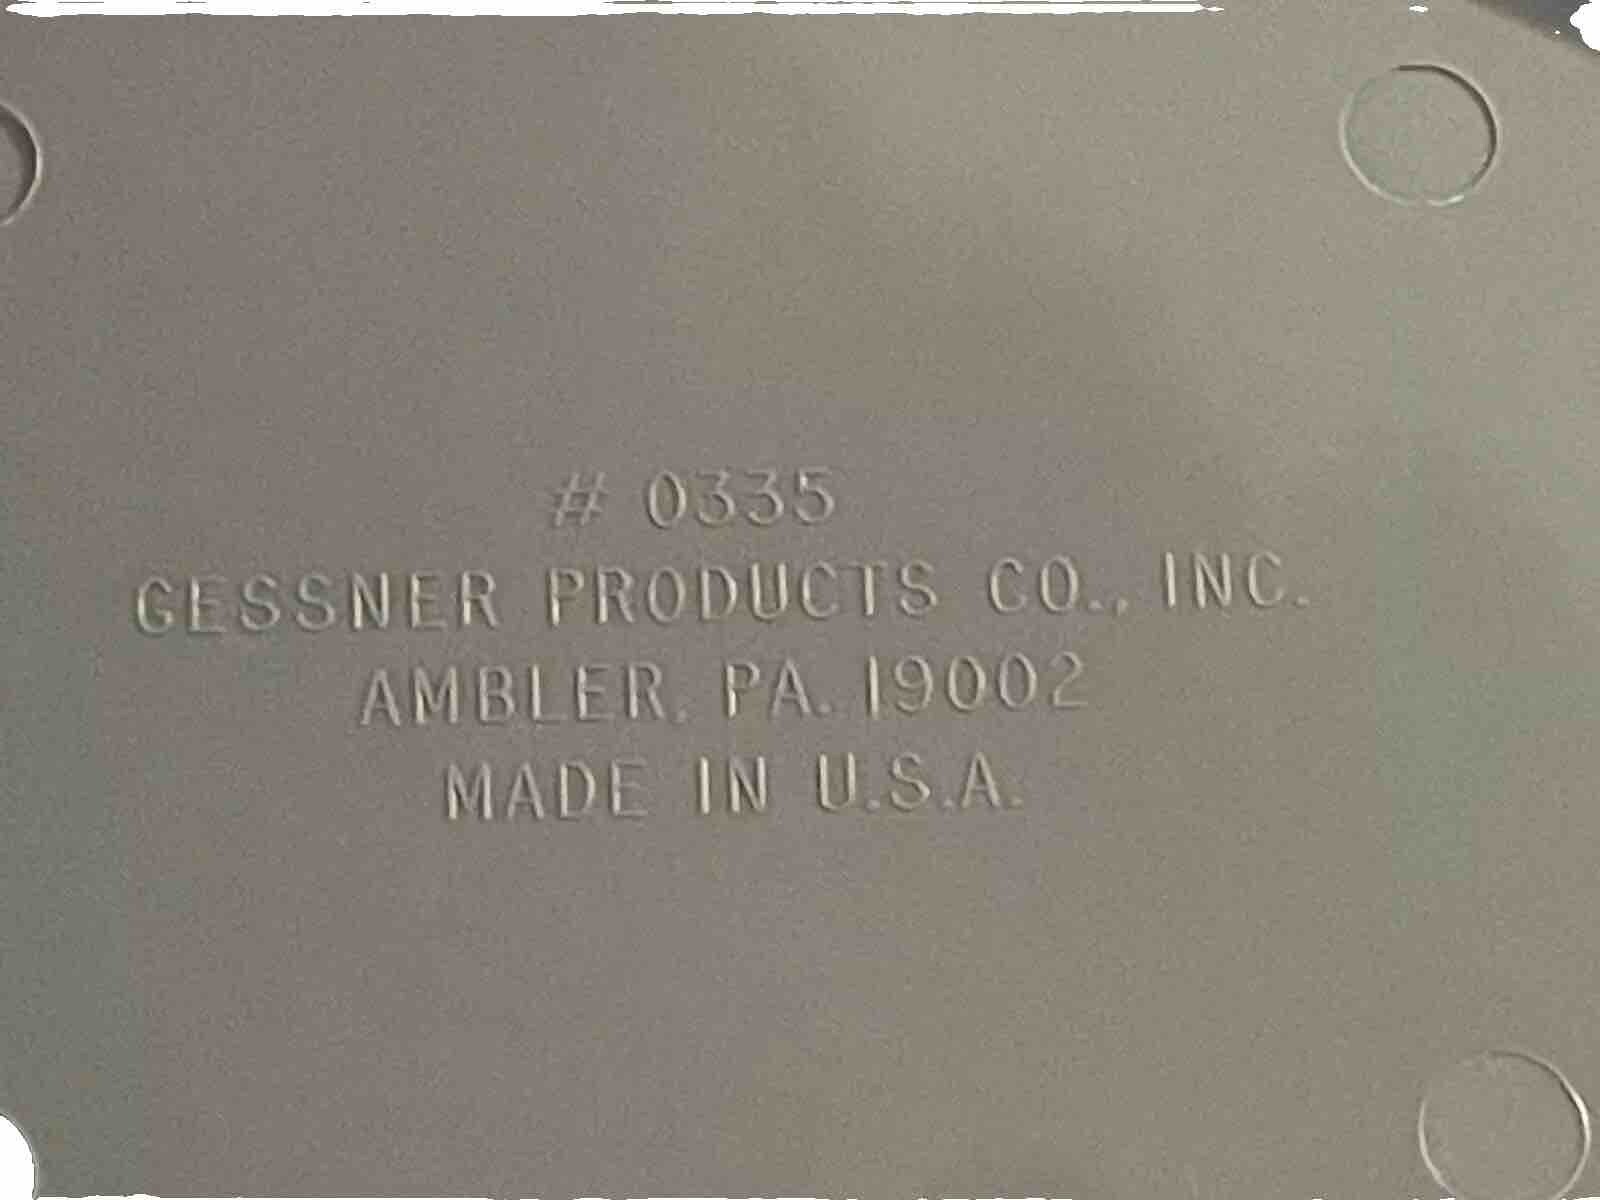 # 0335
GESSNER PRODUCTS CO., INC.
AMBLER, PA. 19002
MADE IN U.S.A.